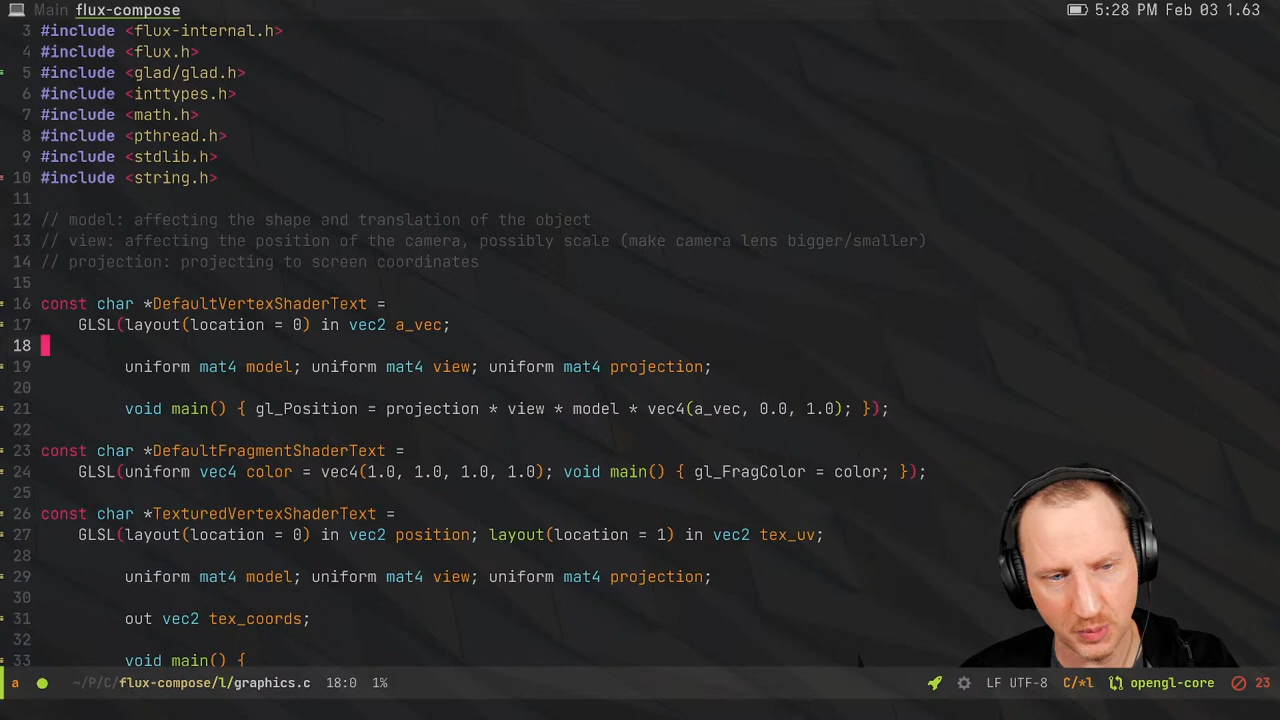 Main flux-compose
5:28 PM Feb 03 1.63
3 #include <flux-internal.h>
4 #include <flux.h>
5 #include <glad/glad.h>
6 #include <inttypes.h>
7 #include <math.h>
8 #include <pthread.h>
9 #include <stdlib.h>
10 #include <string.h>
11
12 // model: affecting the shape and translation of the object
13 // view: affecting the position of the camera, possibly scale (make camera lens bigger/smaller)
14 // projection: projecting to screen coordinates
15
16 const char *DefaultVertexShaderText =
17 GLSL(layout(location = 0) in vec2 a_vec;
18
19 uniform mat4 model; uniform mat4 view; uniform mat4 projection;
20
21 void main() { gl_Position = projection * view * model * vec4(a_vec, 0.0, 1.0); });
22
23 const char *DefaultFragmentShaderText =
24 GLSL(uniform vec4 color = vec4(1.0, 1.0, 1.0, 1.0); void main() { gl_FragColor = color; });
25
26 const char *TexturedVertexShaderText =
27 GLSL(layout(location = 0) in vec2 position; layout(location = 1) in vec2 tex_uv;
28
29 uniform mat4 model; uniform mat4 view; uniform mat4 projection;
30
31 out vec2 tex_coords;
32
33 void main() {
a ~/P/C/flux-compose/l/graphics.c 18:0 1% LF UTF-8 C/*l opengl-core 23